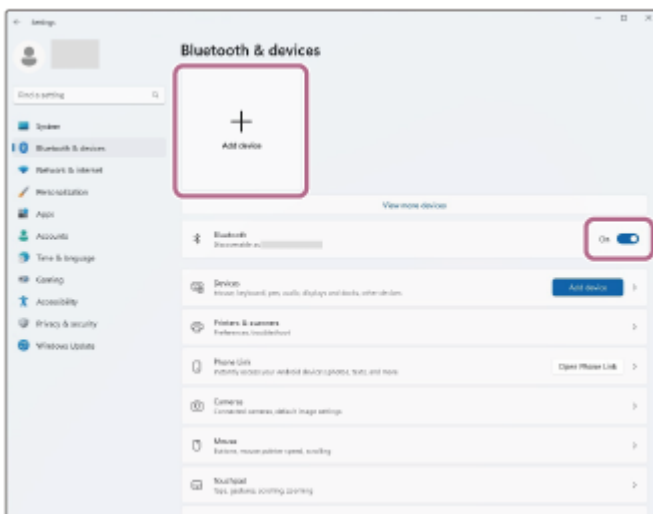 Settings
Bluetooth & devices
Find a setting
Add device
System
Bluetooth & devices
Network & internet
Personalization
Apps
Accounts
Time & language
Gaming
Accessibility
Privacy & security
Windows Update
View more devices
Bluetooth
Discoverable as
On
Devices
Mouse, keyboard, pen, audio, displays and docks, other devices
Add device
Printers & scanners
Preferences, troubleshoot
Phone Link
Instantly access your Android device's photos, texts, and more
Open Phone Link
Cameras
Connected cameras, default image settings
Mouse
Buttons, mouse pointer speed, scrolling
Touchpad
Taps, gestures, scrolling, zooming